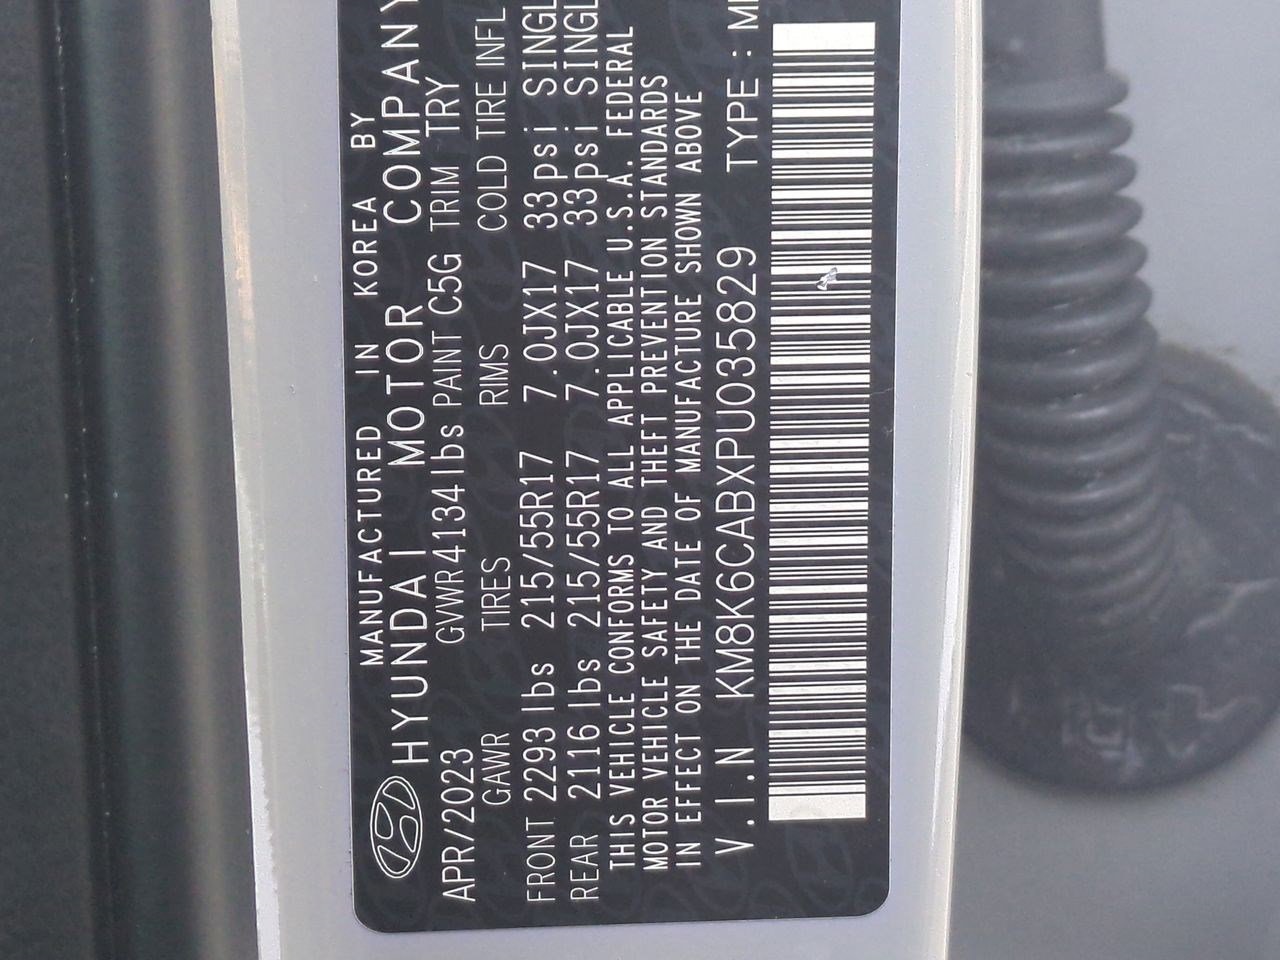 MANUFACTURED IN KOREA BY
HYUNDAI MOTOR COMPANY
APR/2023 GVWR4134lbs PAINT C5G TRIM TRY
GAWR TIRES RIMS COLD TIRE INFL
FRONT 2293lbs 215/55R17 7.0JX17 33psi SINGL
REAR 2116lbs 215/55R17 7.0JX17 33psi SINGL
THIS VEHICLE CONFORMS TO ALL APPLICABLE U.S.A. FEDERAL
MOTOR VEHICLE SAFETY AND THEFT PREVENTION STANDARDS
IN EFFECT ON THE DATE OF MANUFACTURE SHOWN ABOVE
V.I.N KM8K6CABXPU035829 TYPE :